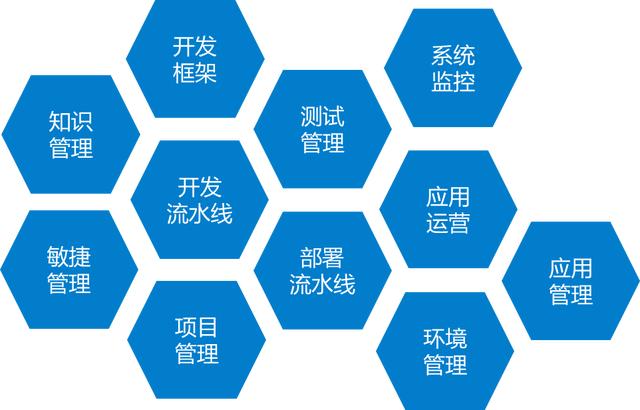 开发
框架
系统
监控
知识
管理
测试
管理
开发
流水线
应用
运营
敏捷
管理
部署
流水线
应用
管理
项目
管理
环境
管理